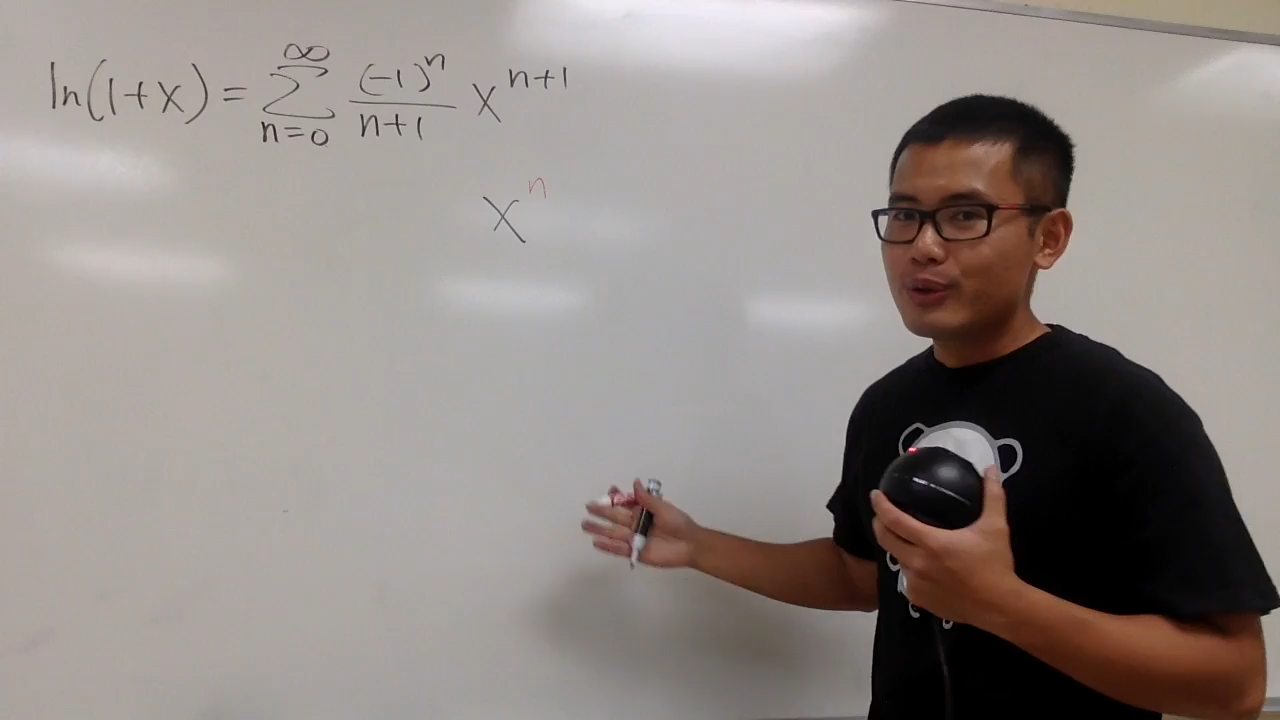 ln(1+x) = ∞∑n=0 (-1)^n/n+1 x^n+1
x^n